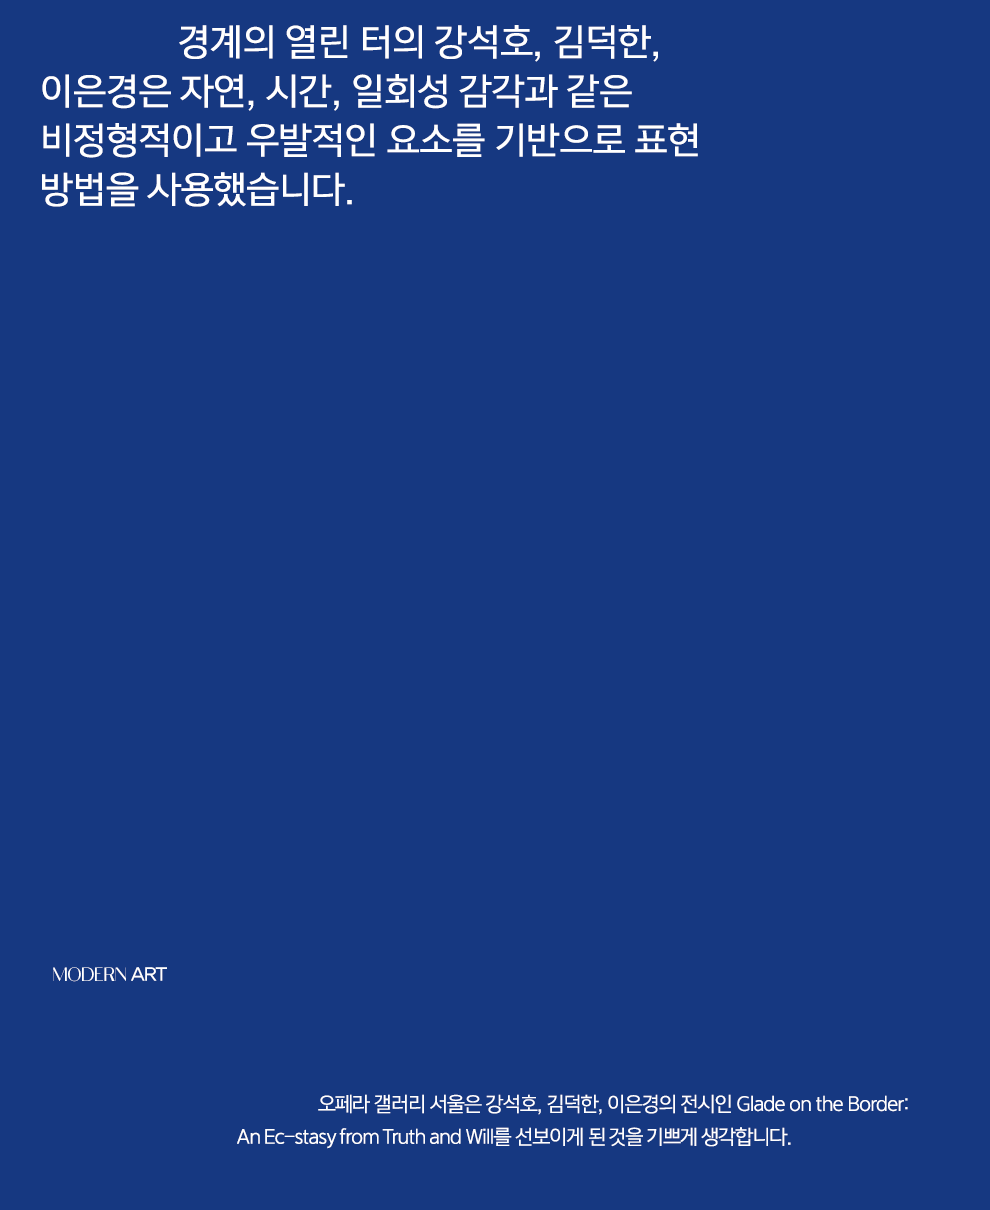 경계의 열린 터의 강석호, 김덕한,
이은경은 자연, 시간, 일회성 감각과 같은
비정형적이고 우발적인 요소를 기반으로 표현
방법을 사용했습니다.
MODERN ART
오페라 갤러리 서울은 강석호, 김덕한, 이은경의 전시인 Glade on the Border:
An Ec-stasy from Truth and Will를 선보이게 된 것을 기쁘게 생각합니다.